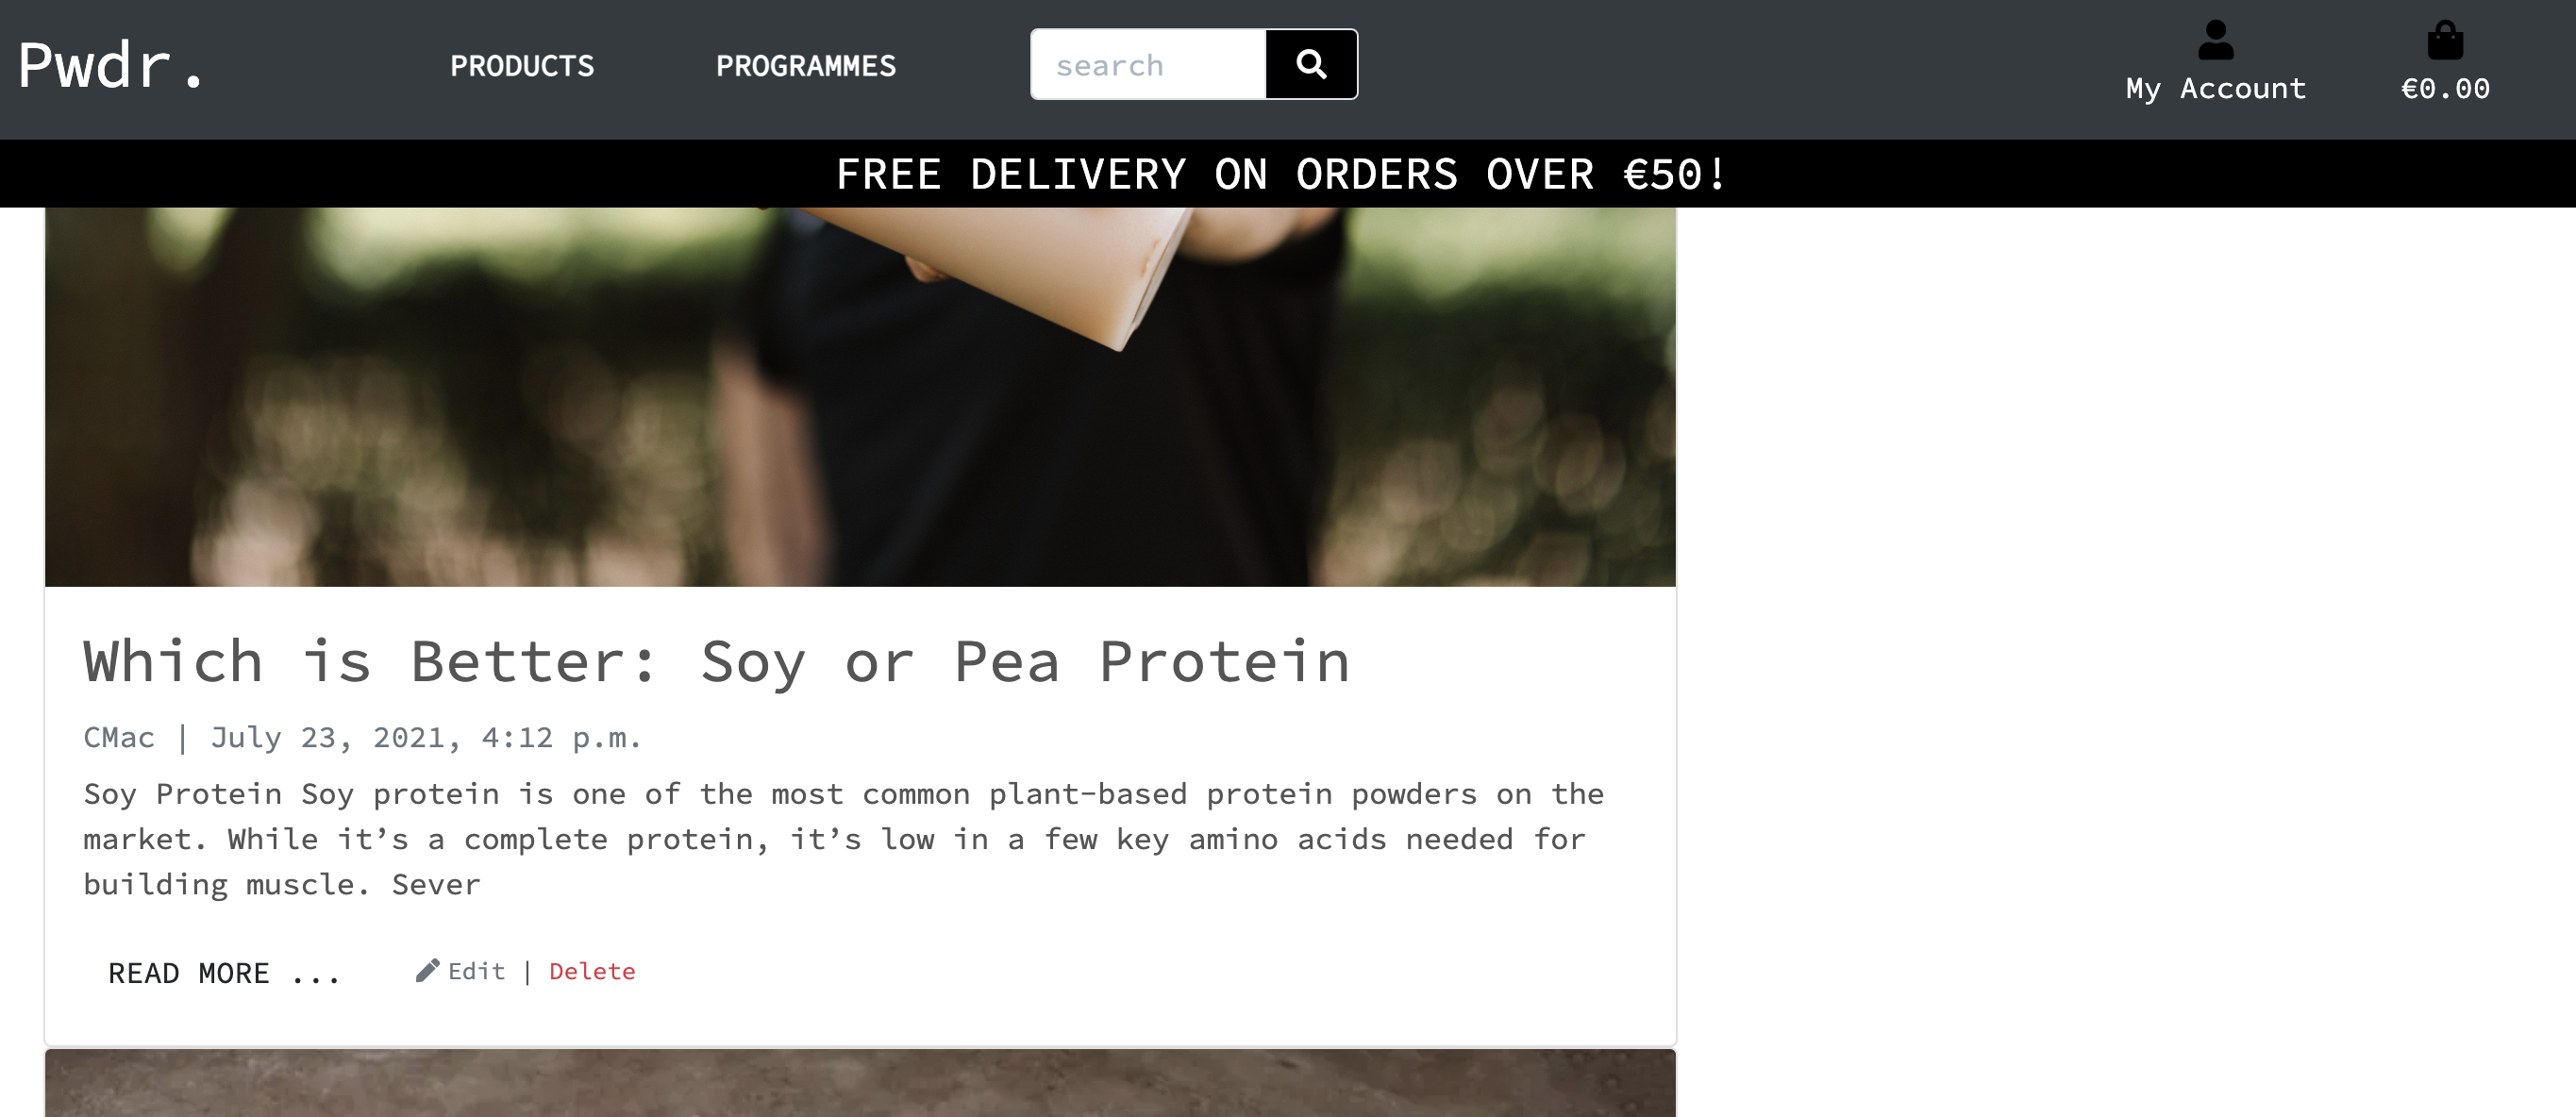 Pwdr.
PRODUCTS
PROGRAMMES
search
My Account
€0.00
FREE DELIVERY ON ORDERS OVER €50!
Which is Better: Soy or Pea Protein
CMac | July 23, 2021, 4:12 p.m.
Soy Protein Soy protein is one of the most common plant-based protein powders on the
market. While it’s a complete protein, it’s low in a few key amino acids needed for
building muscle. Sever
READ MORE ...
Edit | Delete